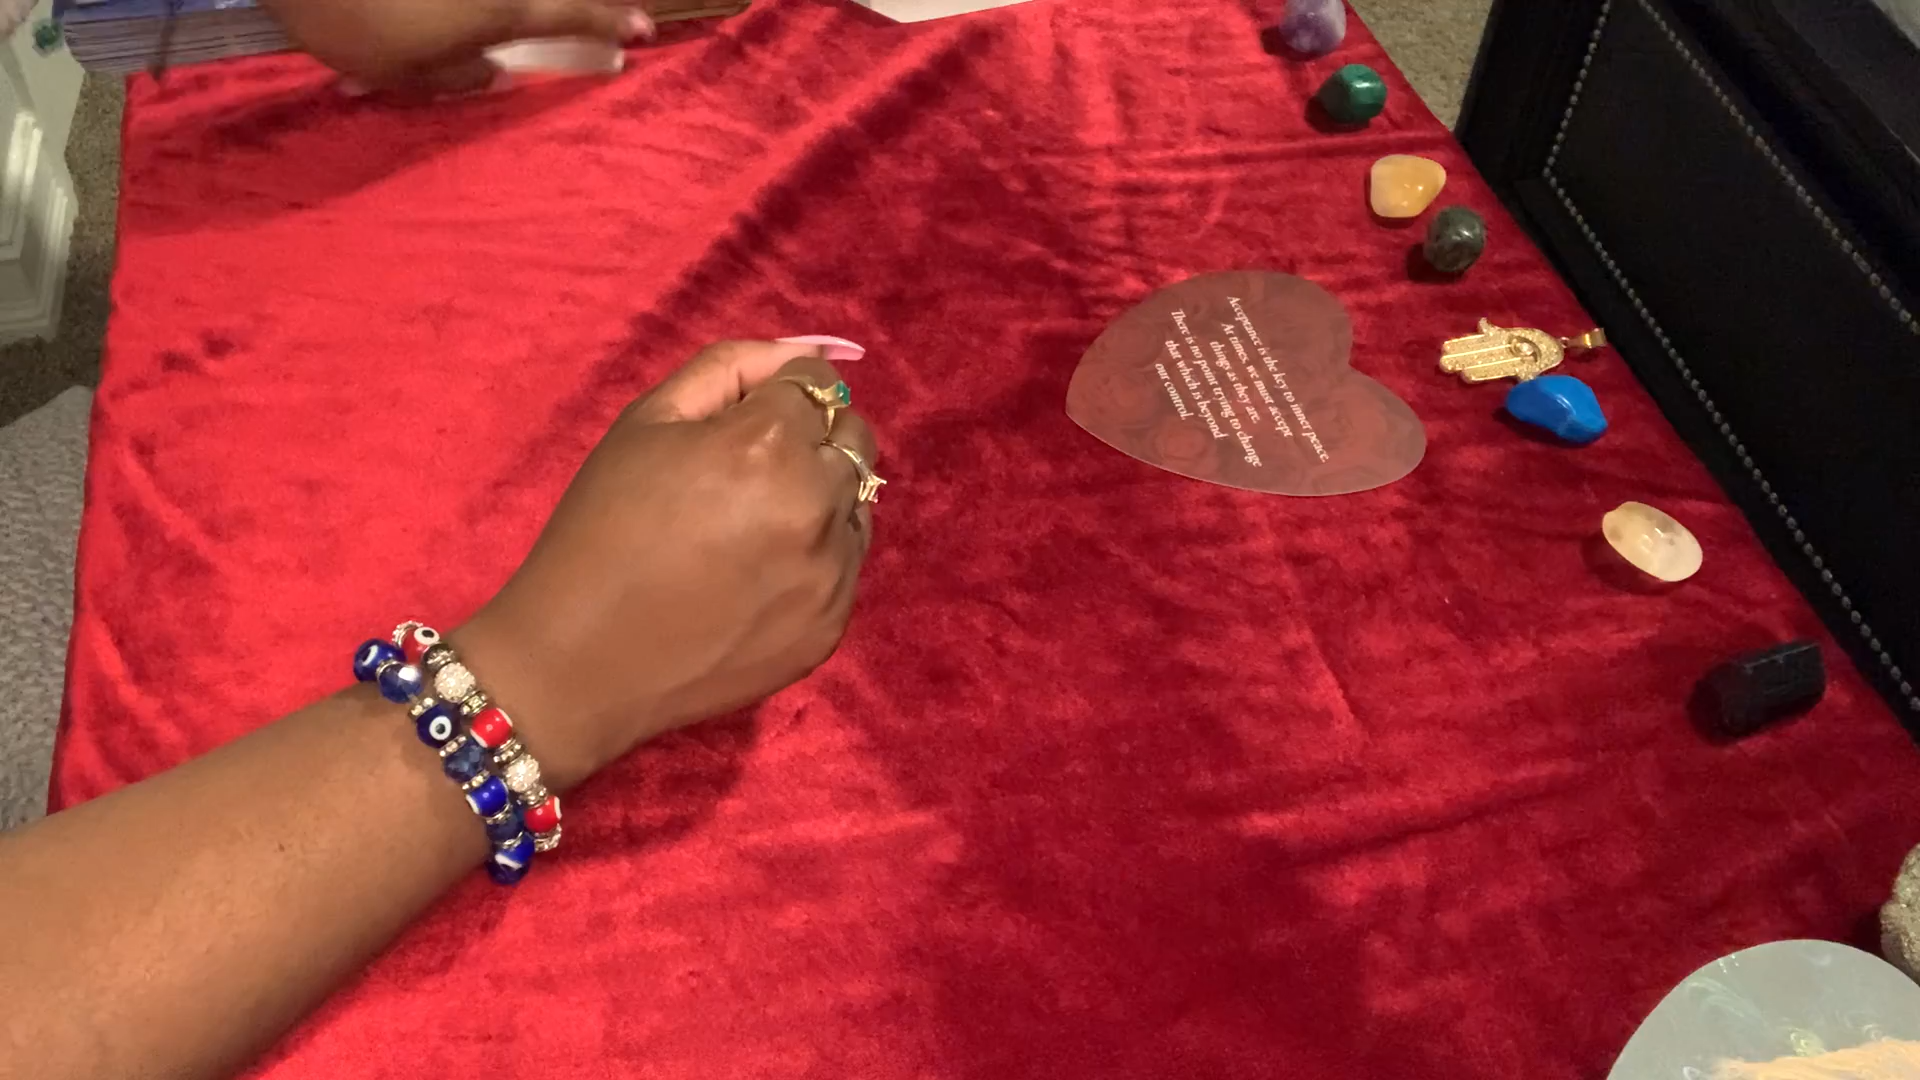 Acceptance is the key to inner peace.
At times, we must accept
things as they are.
There is no point trying to change
that which is beyond
our control.